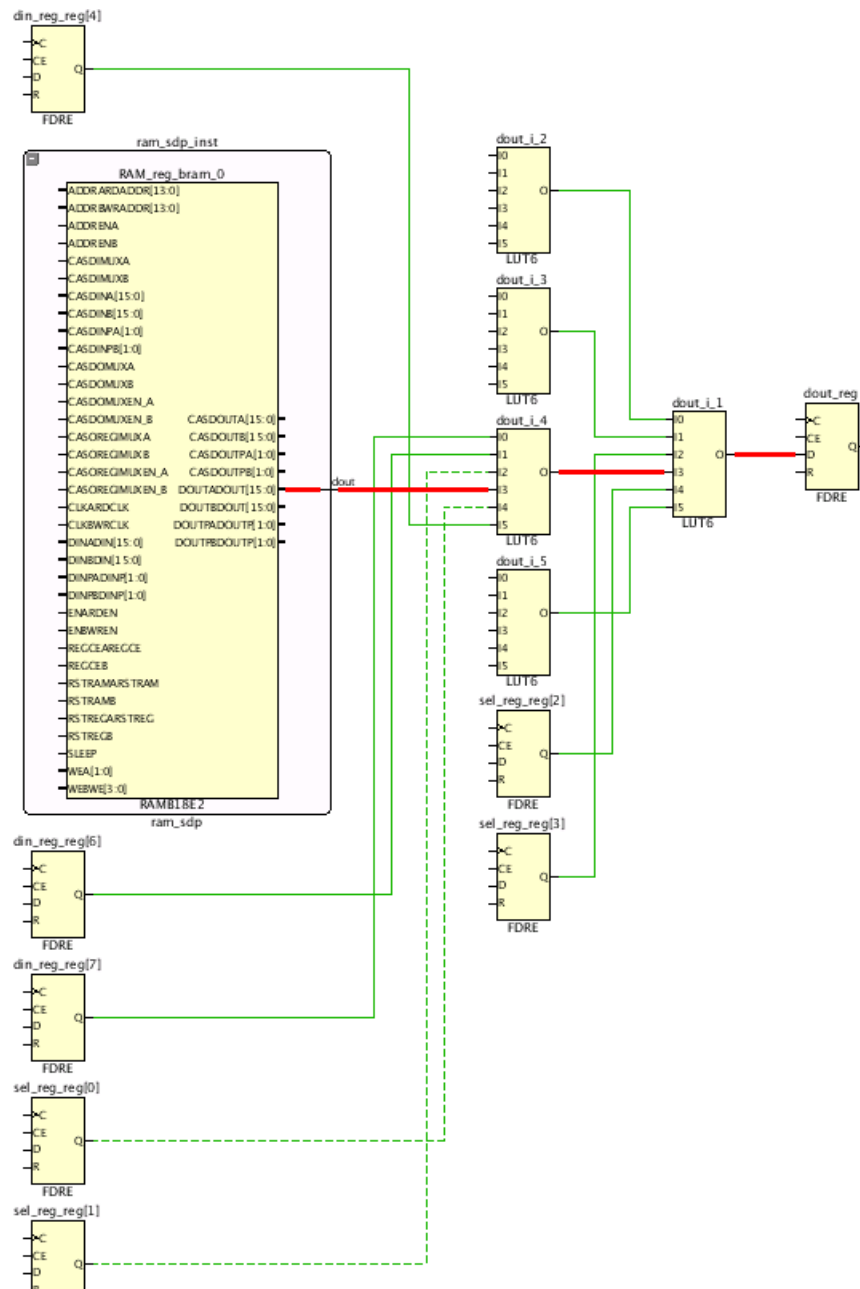 din_reg_reg[4]
C
CE
D
R
Q
FDRE
ram_sdp_inst
RAM_reg_bram_0
ADDRARDADDR[13:0]
ADDRBWRADDR[13:0]
ADDRENA
ADDRENB
CASDIMUXA
CASDIMUXB
CASDINA[15:0]
CASDINB[15:0]
CASDINPA[1:0]
CASDINPB[1:0]
CASDOMUXA
CASDOMUXB
CASDOMUXEN_A
CASDOMUXEN_B CASDOUTA[15:0]
CASOREGIMUXA CASDOUTB[15:0]
CASOREGIMUXB CASDOUTPA[1:0]
CASOREGIMUXEN_A CASDOUTPB[1:0]
CASOREGIMUXEN_B DOUTADOUT[15:0]
CLKARDCLK DOUTBDOUT[15:0]
CLKBWRCLK DOUTPADOUTP[1:0]
DINADIN[15:0] DOUTPBDOUTP[1:0]
DINBDIN[15:0]
DINPADINP[1:0]
DINPBDINP[1:0]
ENARDEN
ENBWREN
REGCEAREGCE
REGCEB
RSTRAMARSTRAM
RSTRAMB
RSTREGARSTREG
RSTREGB
SLEEP
WEA[1:0]
WEBWE[3:0]
RAMB18E2
ram_sdp
dout
din_reg_reg[6]
C
CE
D
R
Q
FDRE
din_reg_reg[7]
C
CE
D
R
Q
FDRE
sel_reg_reg[0]
C
CE
D
R
Q
FDRE
sel_reg_reg[1]
C
CE
D
R
Q
dout_i_2
I0
I1
I2
I3
I4
I5
O
LUT6
dout_i_3
I0
I1
I2
I3
I4
I5
O
LUT6
dout_i_4
I0
I1
I2
I3
I4
I5
O
LUT6
dout_i_5
I0
I1
I2
I3
I4
I5
O
LUT6
sel_reg_reg[2]
C
CE
D
R
Q
FDRE
sel_reg_reg[3]
C
CE
D
R
Q
FDRE
dout_i_1
I0
I1
I2
I3
I4
I5
O
LUT6
dout_reg
C
CE
D
R
Q
FDRE